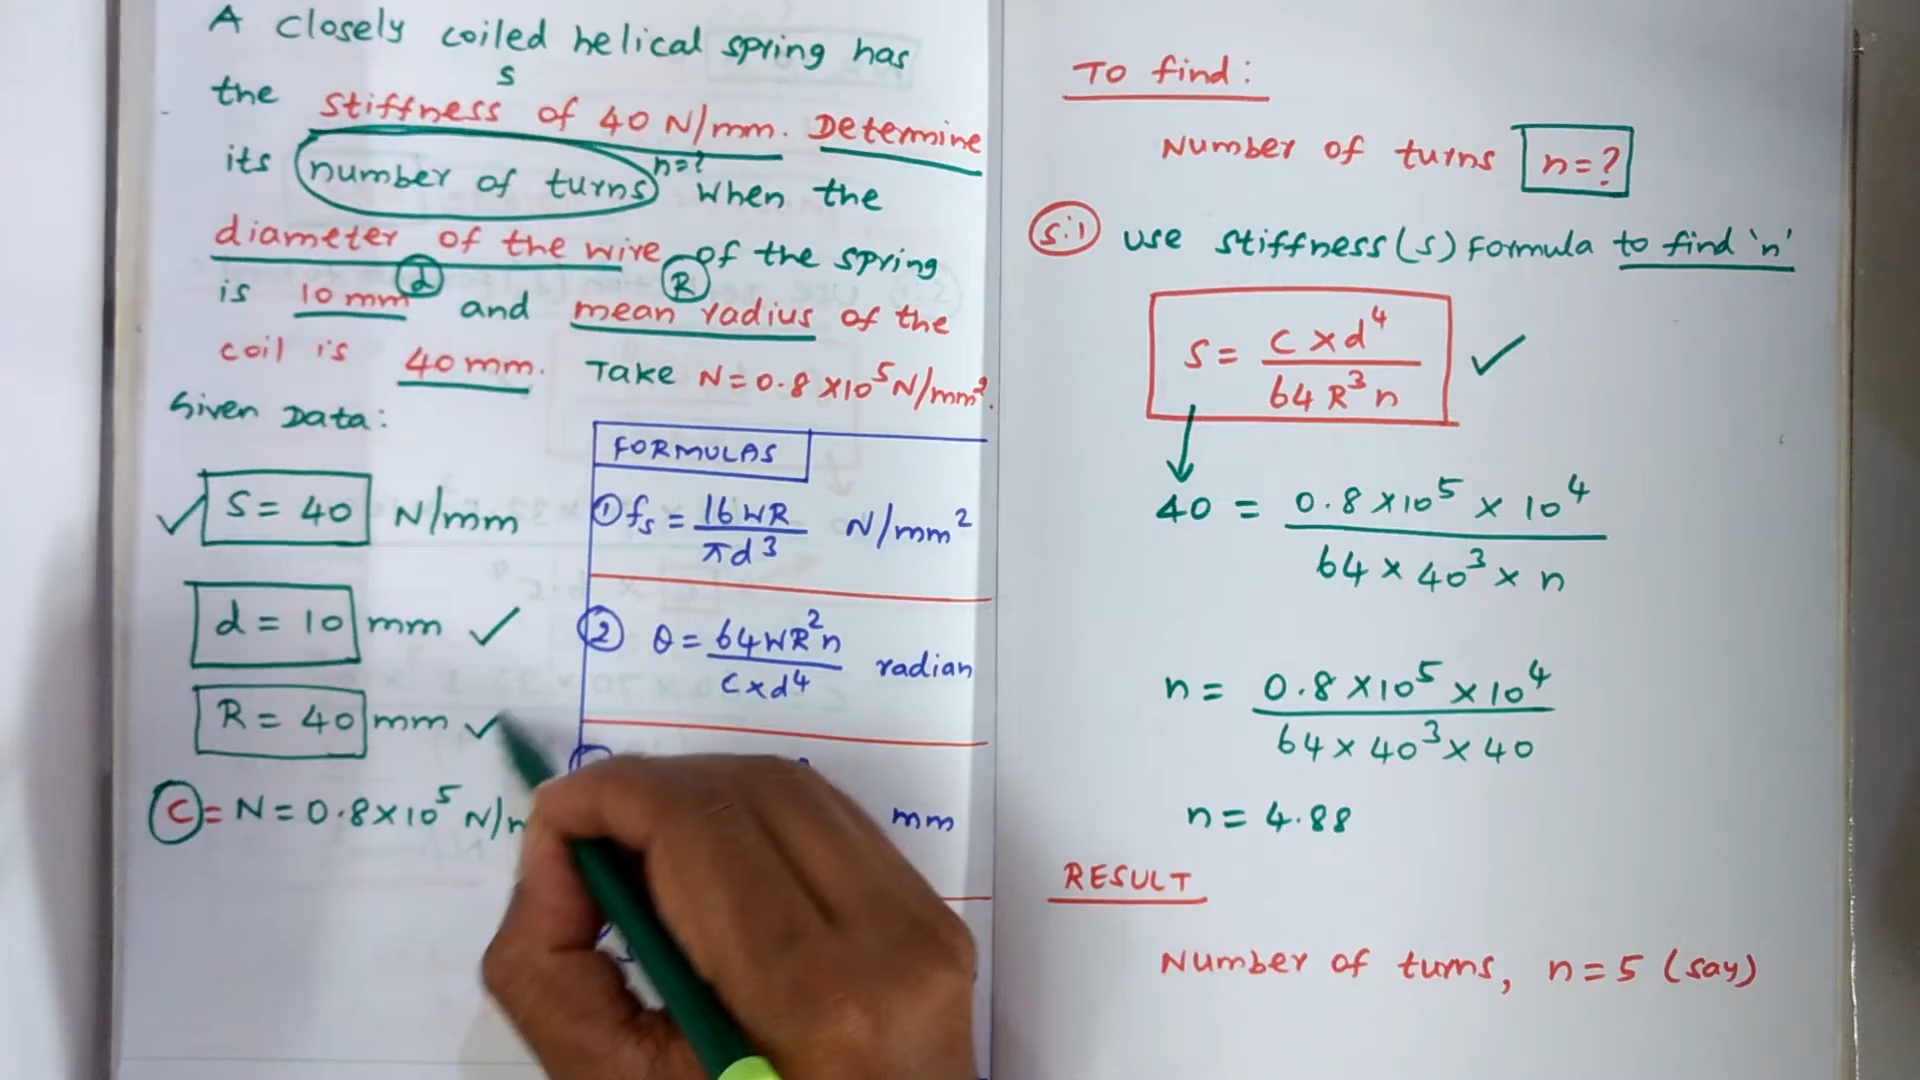 A closely coiled helical spring has
s
the stiffness of 40 N/mm. Determine
its number of turns n=? when the
diameter of the wire of the spring
d R
is 10 mm and mean radius of the
coil is 40 mm. Take N=0.8×10⁵N/mm².
Given Data:
S = 40 N/mm
d = 10 mm
R = 40 mm
C = N = 0.8×10⁵ N/
FORMULAS
① fs = 16WR / πd³ N/mm²
② θ = 64WR²n / C×d⁴ radian
mm
To find:
Number of turns n=?
S:1 Use stiffness(s) Formula to find 'n'
S = C×d⁴ / 64R³n
40 = 0.8×10⁵ × 10⁴ / 64 × 40³ × n
n = 0.8×10⁵×10⁴ / 64×40³×40
n = 4.88
RESULT
Number of turns, n=5 (say)